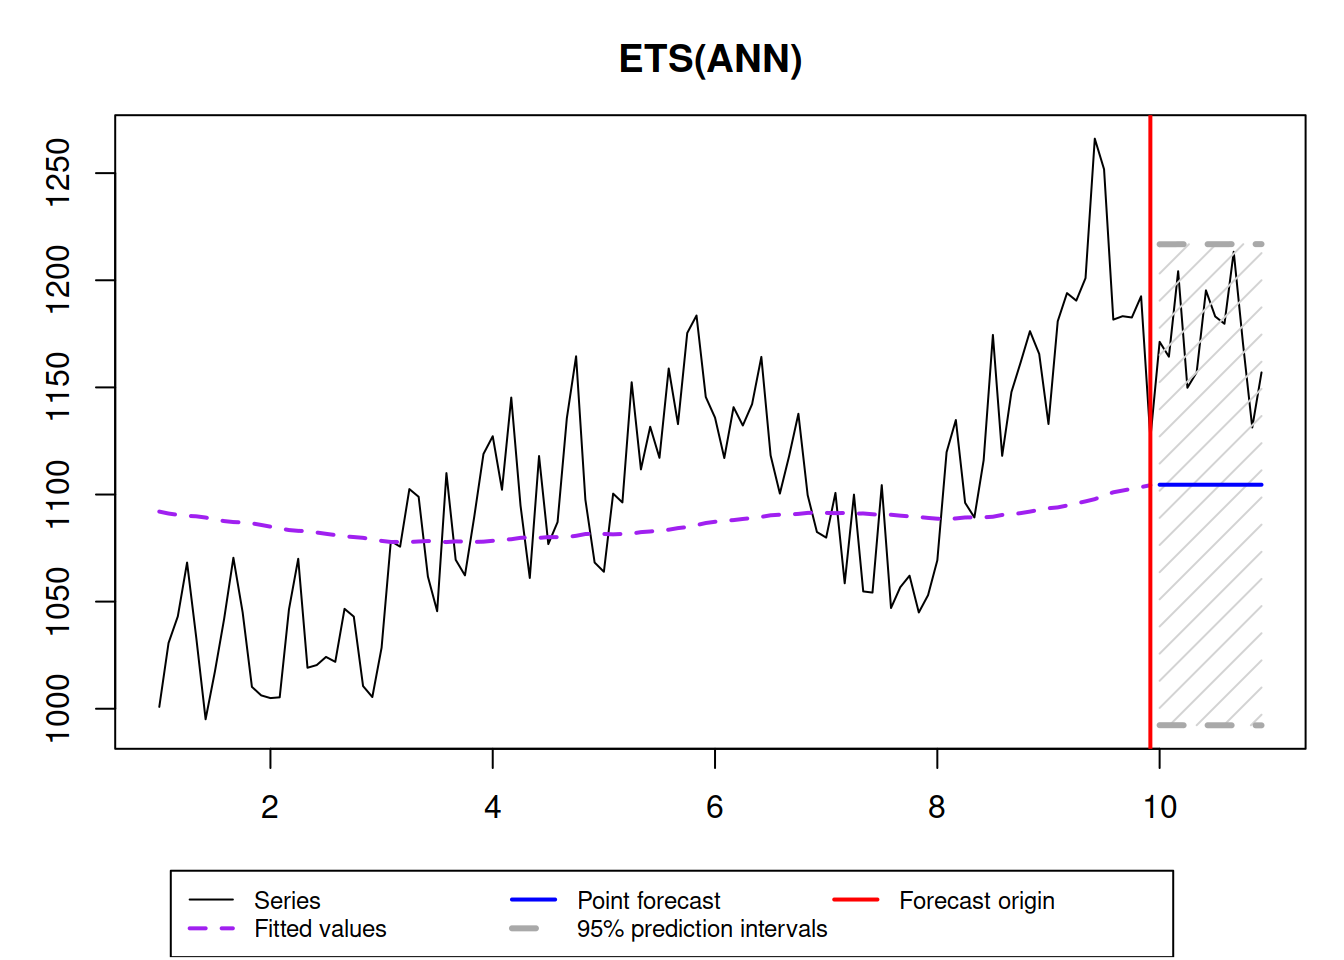 ETS(ANN)
1250
1200
1150
1100
1050
1000
2 4 6 8 10
Series Point forecast Forecast origin
Fitted values 95% prediction intervals